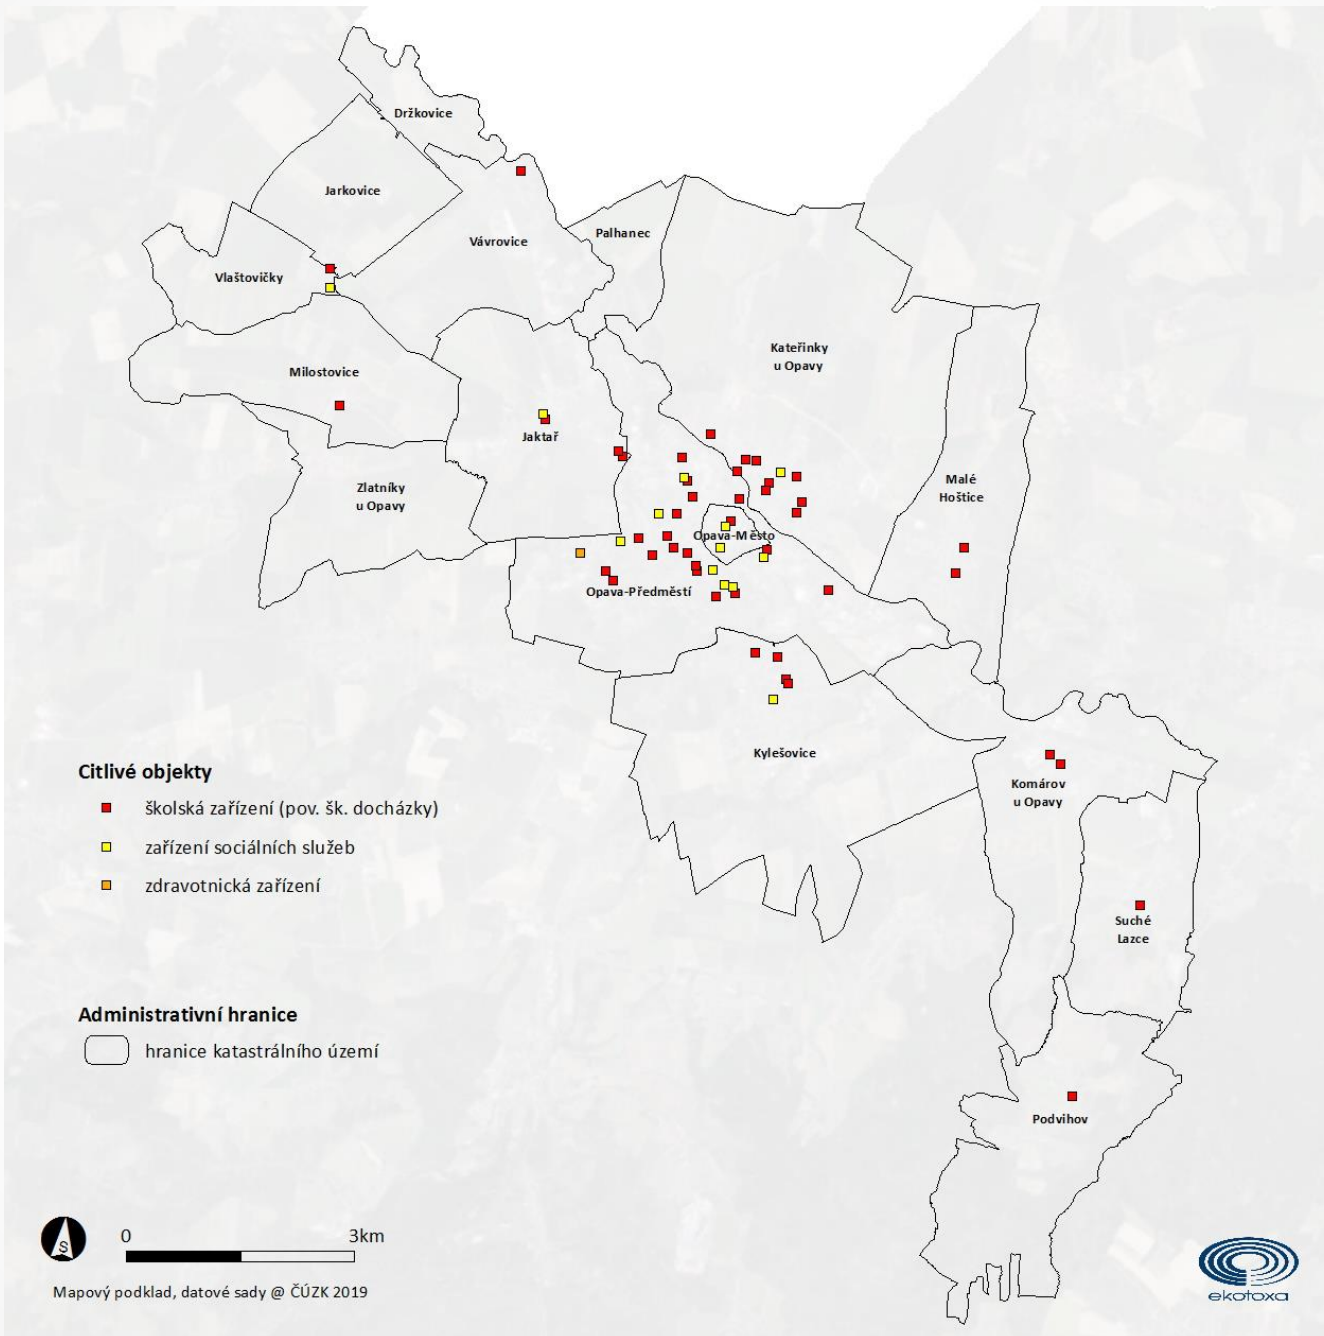 Držkovice
Jarkovice
Vávrovice
Palhanec
Vlaštovičky
Kateřinky
u Opavy
Milostovice
Jaktař
Malé
Hoštice
Zlatníky
u Opavy
Opava-Město
Opava-Předměstí
Kylešovice
Komárov
u Opavy
Suché
Lazce
Podvihov
Citlivé objekty
školská zařízení (pov. šk. docházky)
zařízení sociálních služeb
zdravotnická zařízení
Administrativní hranice
hranice katastrálního území
S
0 3km
Mapový podklad, datové sady @ ČÚZK 2019
ekotoxa